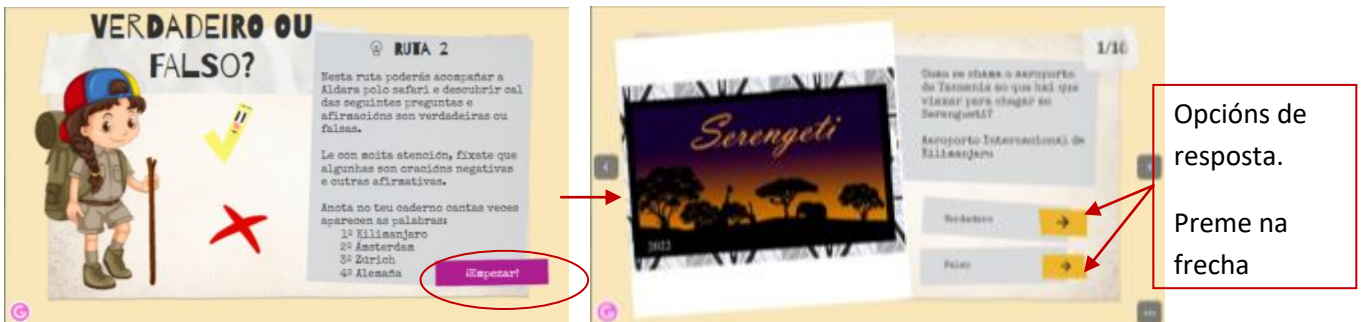 VERDADEIRO OU
FALSO?
RUTA 2
Nesta ruta poderás acompañar a
Aldara polo safari e descubrir cal
das seguintes preguntas e
afirmacións son verdadeiras ou
falsas.
Le con moita atención, fíxate que
algunhas son oracións negativas
e outras afirmativas.
Anota no teu caderno cantas veces
aparecen as palabras:
1º Kilimanjaro
2º Ámsterdam
3º Zúrich
4º Alemaña
¡Empezar!
Serengeti
2022
1/10
Como se chama o aeroporto
de Tanzania ao que hai que
viaxar para chegar ao
Serengueti?
Aeroporto Internacional de
Kilimanjaro
Verdadero
Falso
Opcións de
resposta.
Preme na
frecha